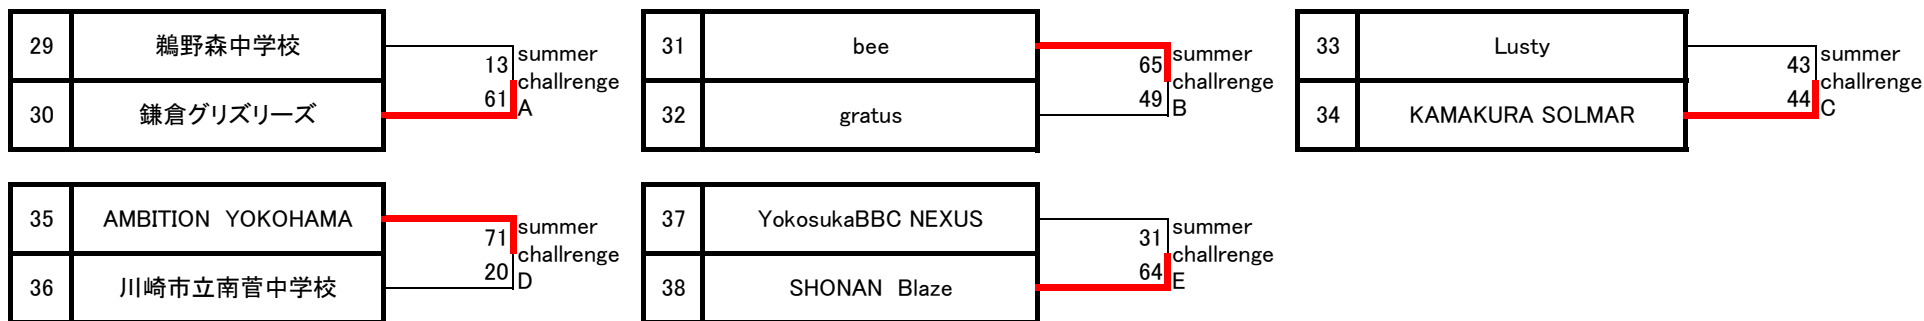 29 鵜野森中学校
13
61
summer
challrenge
A
30 鎌倉グリズリーズ
31 bee
65
49
summer
challrenge
B
32 gratus
33 Lusty
43
44
summer
challrenge
C
34 KAMAKURA SOLMAR
35 AMBITION YOKOHAMA
71
20
summer
challrenge
D
36 川崎市立南菅中学校
37 YokosukaBBC NEXUS
31
64
summer
challrenge
E
38 SHONAN Blaze